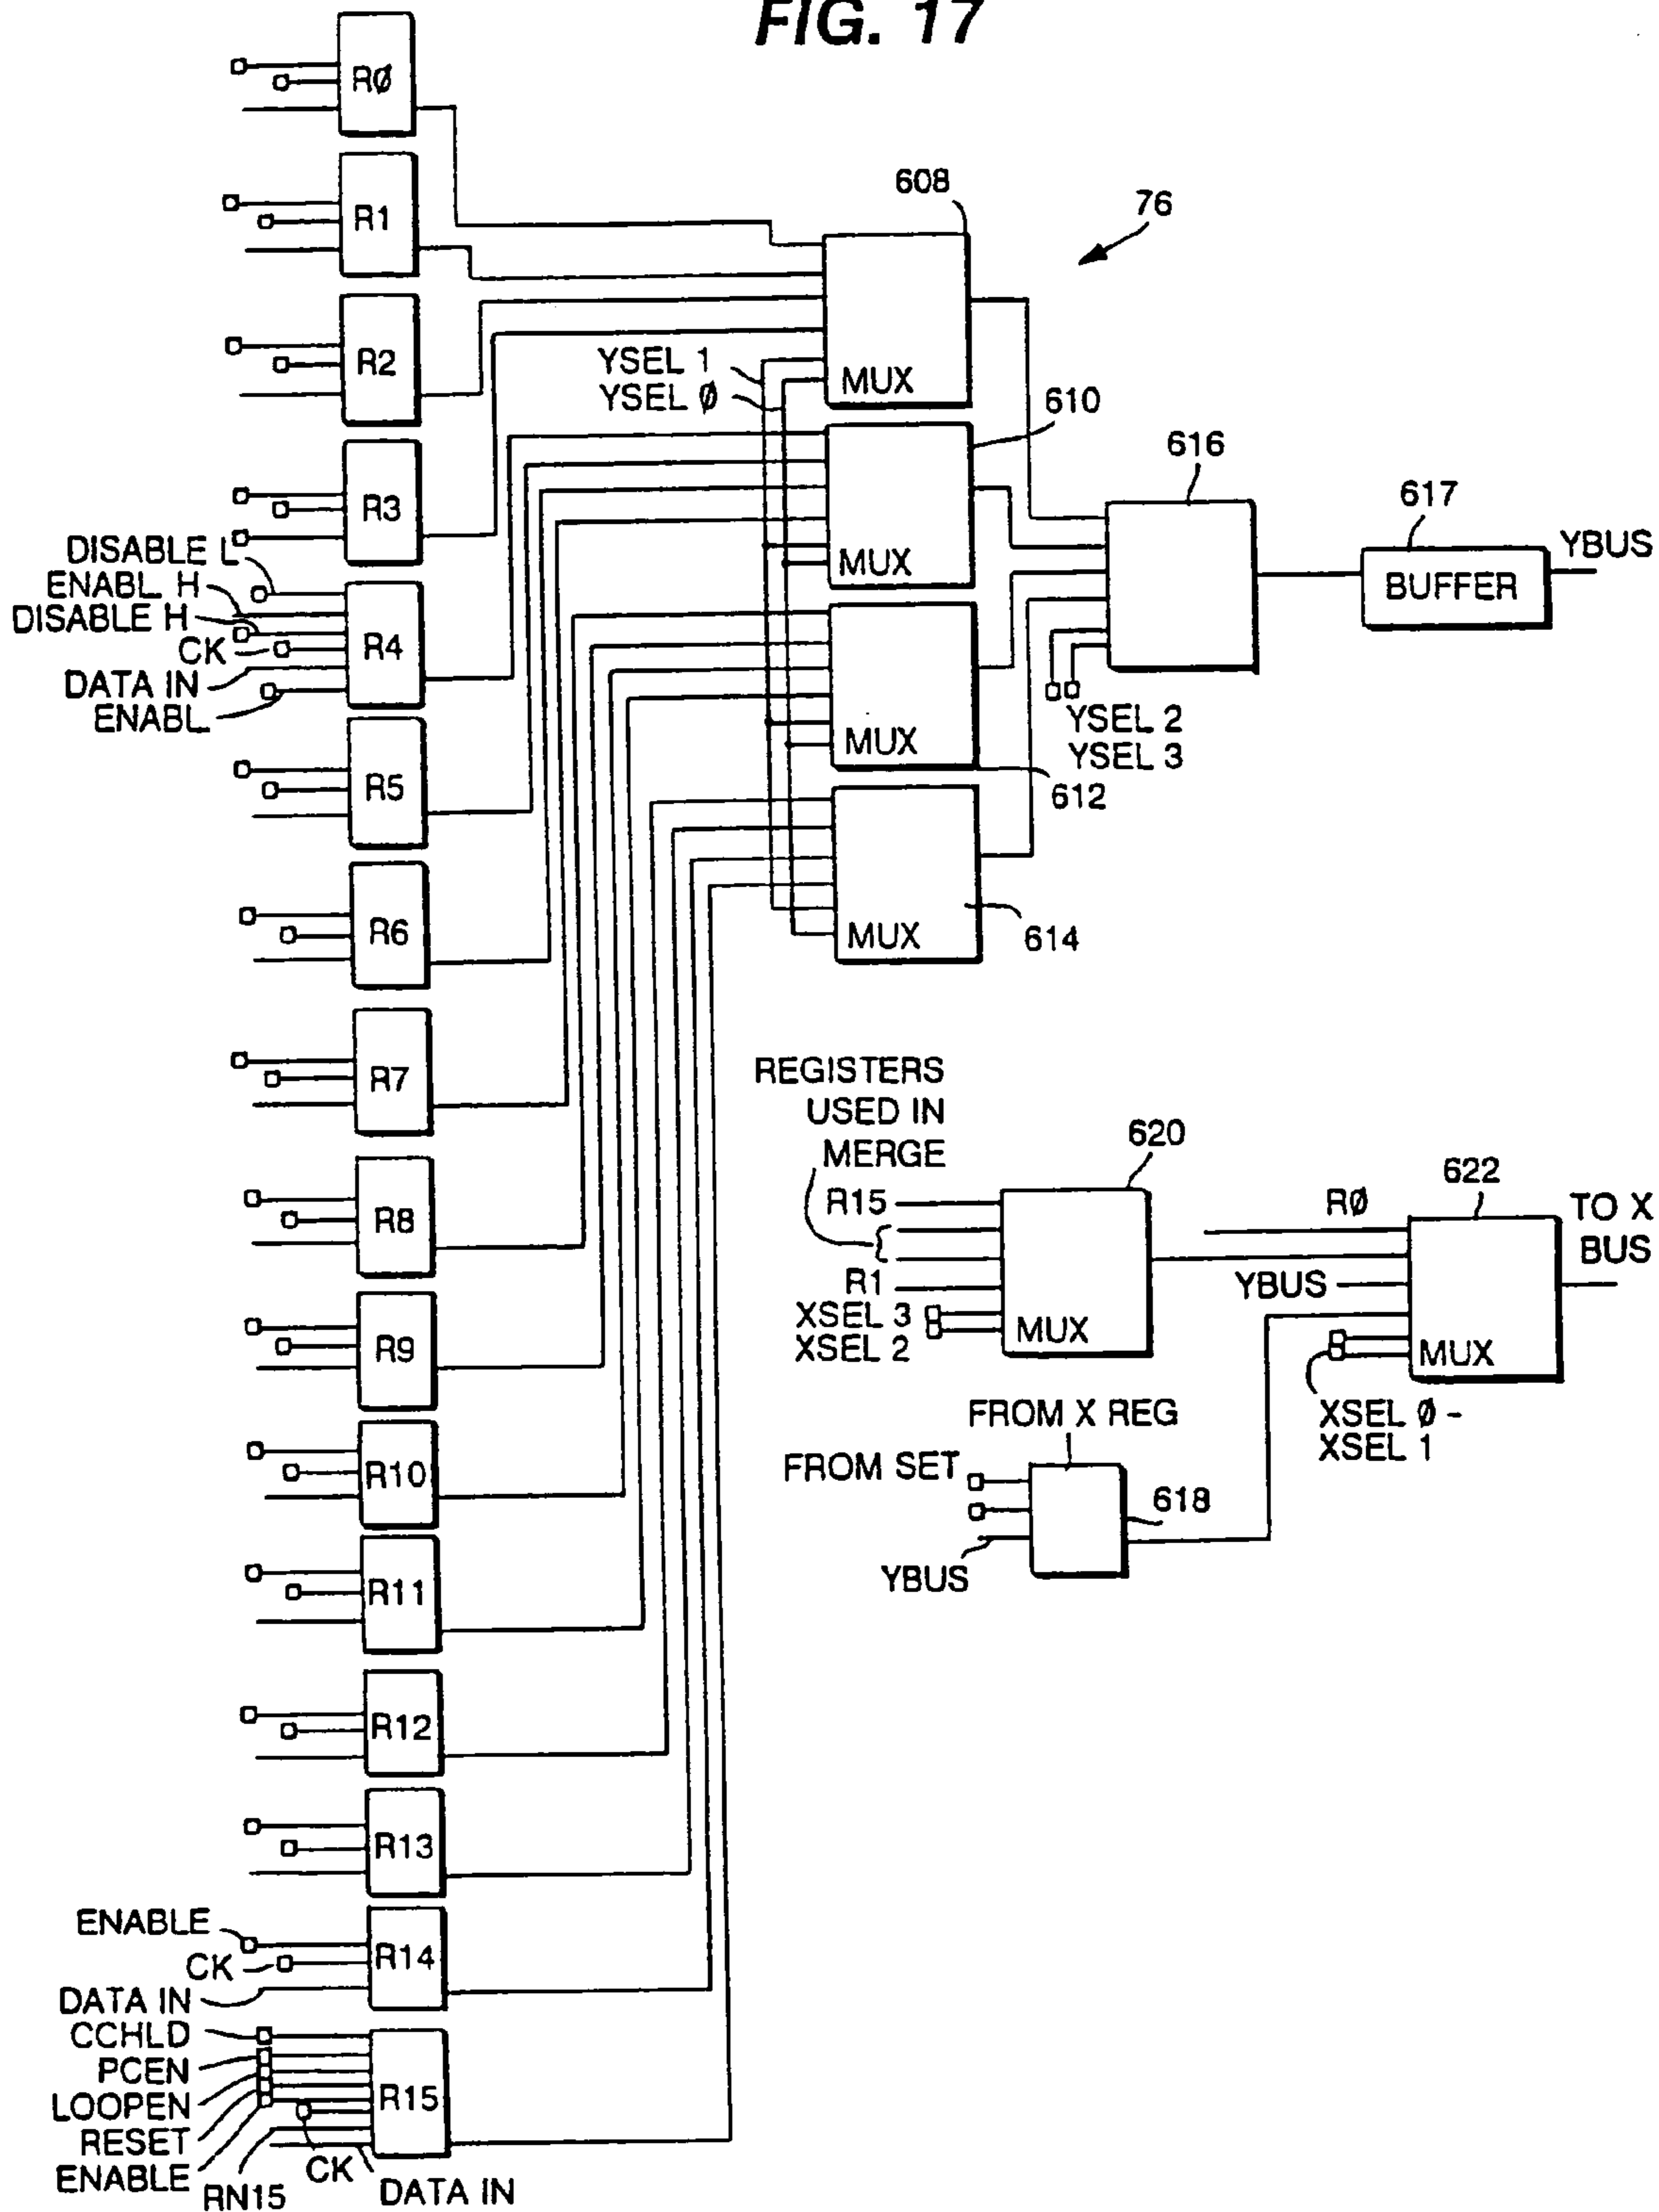 FIG. 17
RØ
R1
R2
R3
DISABLE L
ENABL H
DISABLE H
CK
DATA IN
ENABL
R4
R5
R6
R7
R8
R9
R10
R11
R12
R13
ENABLE
CK
DATA IN
R14
CCHLD
PCEN
LOOPEN
RESET
ENABLE
RN15
CK
DATA IN
R15
608
76
MUX
YSEL 1
YSEL Ø
610
MUX
616
617
BUFFER
YBUS
YSEL 2
YSEL 3
MUX
612
MUX
614
REGISTERS
USED IN
MERGE
R15
R1
XSEL 3
XSEL 2
620
MUX
RØ
622
TO X
BUS
YBUS
MUX
XSEL Ø -
XSEL 1
FROM X REG
FROM SET
618
YBUS